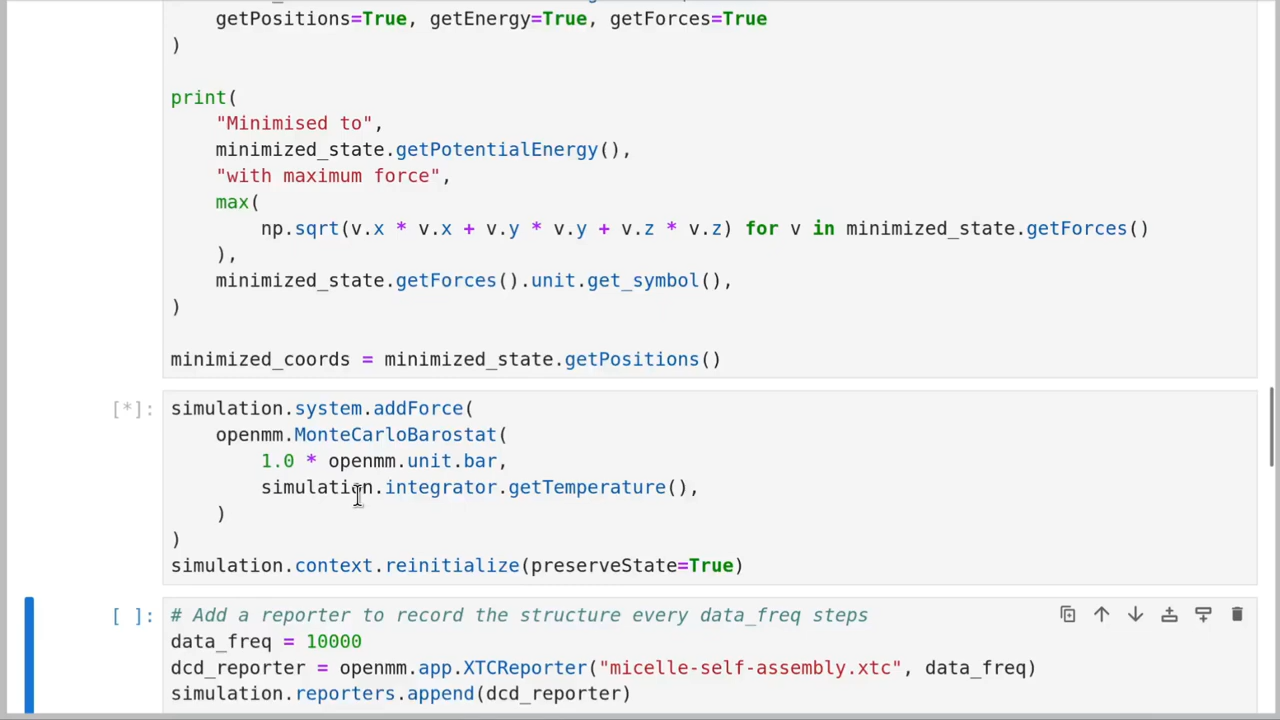 getPositions=True, getEnergy=True, getForces=True
)
print(
"Minimised to",
minimized_state.getPotentialEnergy(),
"with maximum force",
max(
np.sqrt(v.x * v.x + v.y * v.y + v.z * v.z) for v in minimized_state.getForces()
),
minimized_state.getForces().unit.get_symbol(),
)
minimized_coords = minimized_state.getPositions()
[*]:
simulation.system.addForce(
openmm.MonteCarloBarostat(
1.0 * openmm.unit.bar,
simulation.integrator.getTemperature(),
)
)
simulation.context.reinitialize(preserveState=True)
[ ]:
# Add a reporter to record the structure every data_freq steps
data_freq = 10000
dcd_reporter = openmm.app.XTCReporter("micelle-self-assembly.xtc", data_freq)
simulation.reporters.append(dcd_reporter)